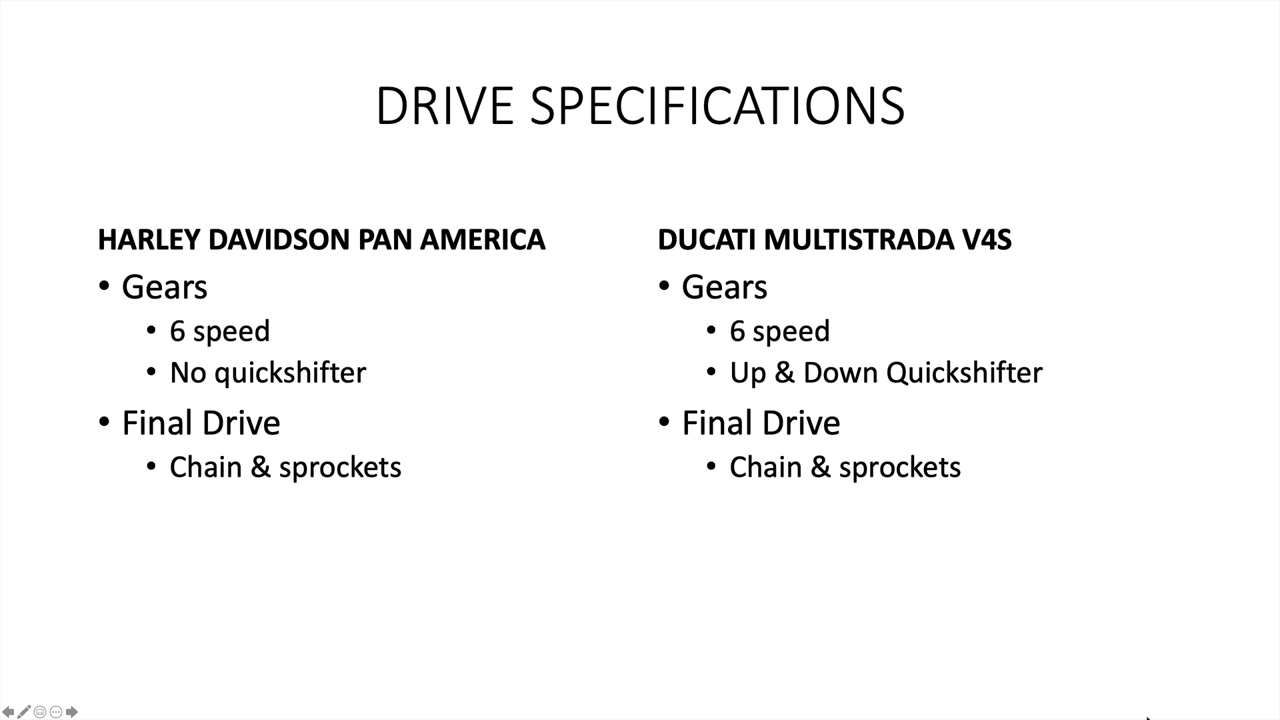 DRIVE SPECIFICATIONS
HARLEY DAVIDSON PAN AMERICA
• Gears
• 6 speed
• No quickshifter
• Final Drive
• Chain & sprockets
DUCATI MULTISTRADA V4S
• Gears
• 6 speed
• Up & Down Quickshifter
• Final Drive
• Chain & sprockets